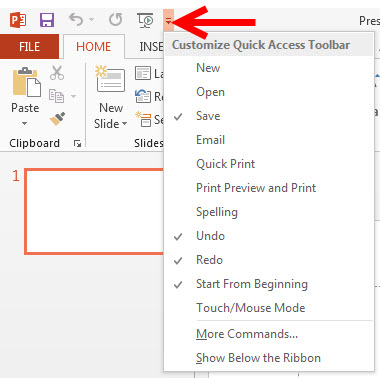 Pres
FILE
HOME
INSE
Customize Quick Access Toolbar
New
Open
Save
Email
Quick Print
Print Preview and Print
Spelling
Undo
Redo
Start From Beginning
Touch/Mouse Mode
More Commands...
Show Below the Ribbon
Paste
New
Slide
La
Re
Se
Clipboard
Slides
1